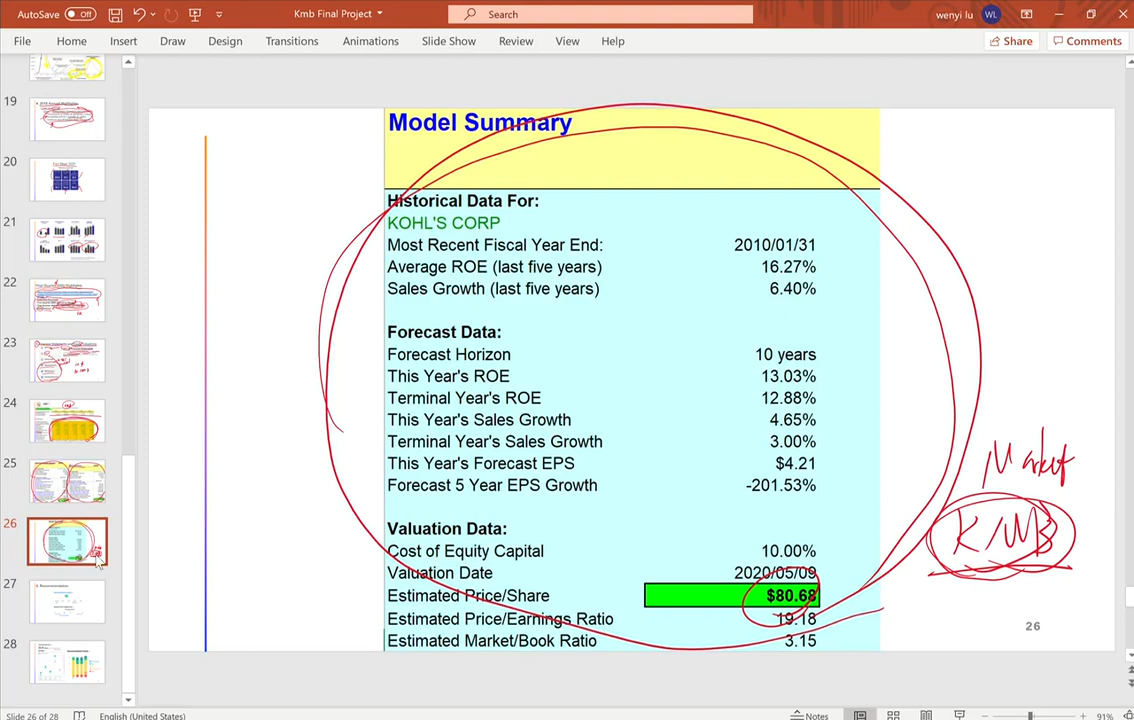 AutoSave Off Kmb Final Project Search wenyi lu WL
File Home Insert Draw Design Transitions Animations Slide Show Review View Help Share Comments
19
20
21
22
23
24
25
26
27
28
Model Summary
Historical Data For:
KOHL'S CORP
Most Recent Fiscal Year End: 2010/01/31
Average ROE (last five years) 16.27%
Sales Growth (last five years) 6.40%
Forecast Data:
Forecast Horizon 10 years
This Year's ROE 13.03%
Terminal Year's ROE 12.88%
This Year's Sales Growth 4.65%
Terminal Year's Sales Growth 3.00%
This Year's Forecast EPS $4.21
Forecast 5 Year EPS Growth -201.53%
Valuation Data:
Cost of Equity Capital 10.00%
Valuation Date 2020/05/09
Estimated Price/Share $80.68
Estimated Price/Earnings Ratio 19.18
Estimated Market/Book Ratio 3.15
Market
KMB
26
Slide 26 of 28 English (United States) Notes 91%